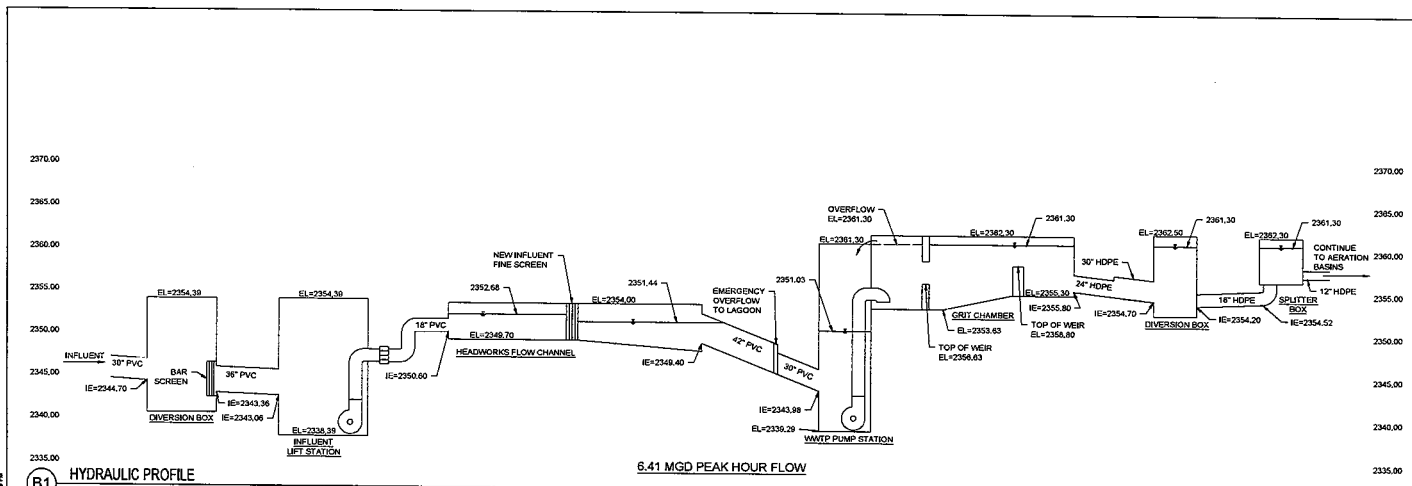 2370.00
2365.00
2360.00
2355.00
2350.00
2345.00
2340.00
2335.00
INFLUENT
30" PVC
IE=2344.70
EL=2354.39
BAR
SCREEN
DIVERSION BOX
36" PVC
IE=2343.36
IE=2343.06
EL=2354.39
EL=2338.39
INFLUENT
LIFT STATION
18" PVC
IE=2350.60
2352.68
EL=2349.70
HEADWORKS FLOW CHANNEL
NEW INFLUENT
FINE SCREEN
EL=2354.00
2351.44
IE=2349.40
42" PVC
EMERGENCY
OVERFLOW
TO LAGOON
30" PVC
IE=2343.98
2351.03
EL=2339.29
WWTP PUMP STATION
EL=2361.30
OVERFLOW
EL=2361.30
EL=2362.30
2361.30
GRIT CHAMBER
EL=2353.63
TOP OF WEIR
EL=2356.63
EL=2355.30
TOP OF WEIR
EL=2358.80
IE=2355.80
24" HDPE
30" HDPE
IE=2354.70
DIVERSION BOX
EL=2362.50
2361.30
IE=2354.20
18" HDPE
EL=2362.30
2361.30
IE=2354.52
SPLITTER
BOX
CONTINUE
TO AERATION
BASINS
12" HDPE
2370.00
2365.00
2360.00
2355.00
2350.00
2345.00
2340.00
2335.00
6.41 MGD PEAK HOUR FLOW
B1
HYDRAULIC PROFILE